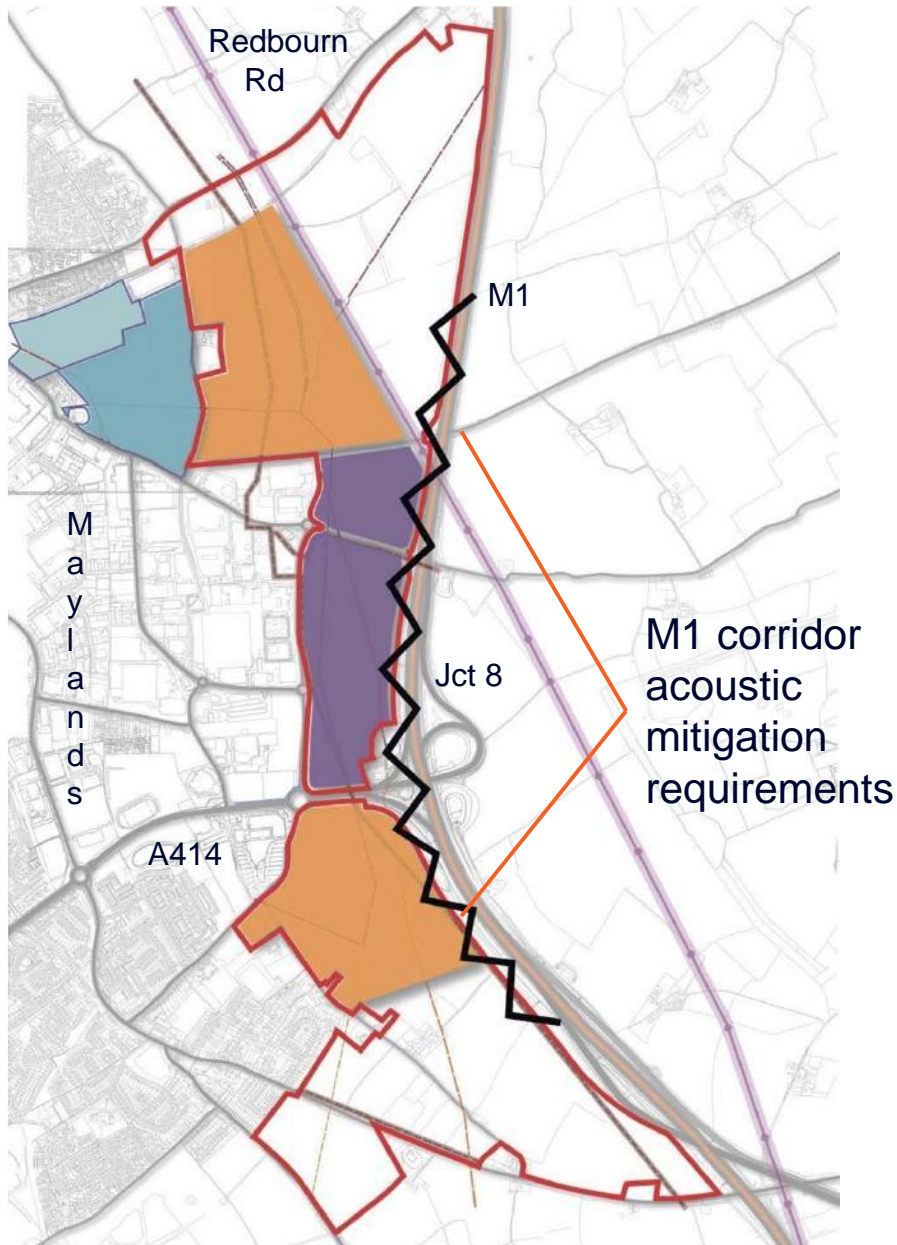 Redbourn
Rd
M1
M
a
y
l
a
n
d
s
Jct 8
M1 corridor
acoustic
mitigation
requirements
A414